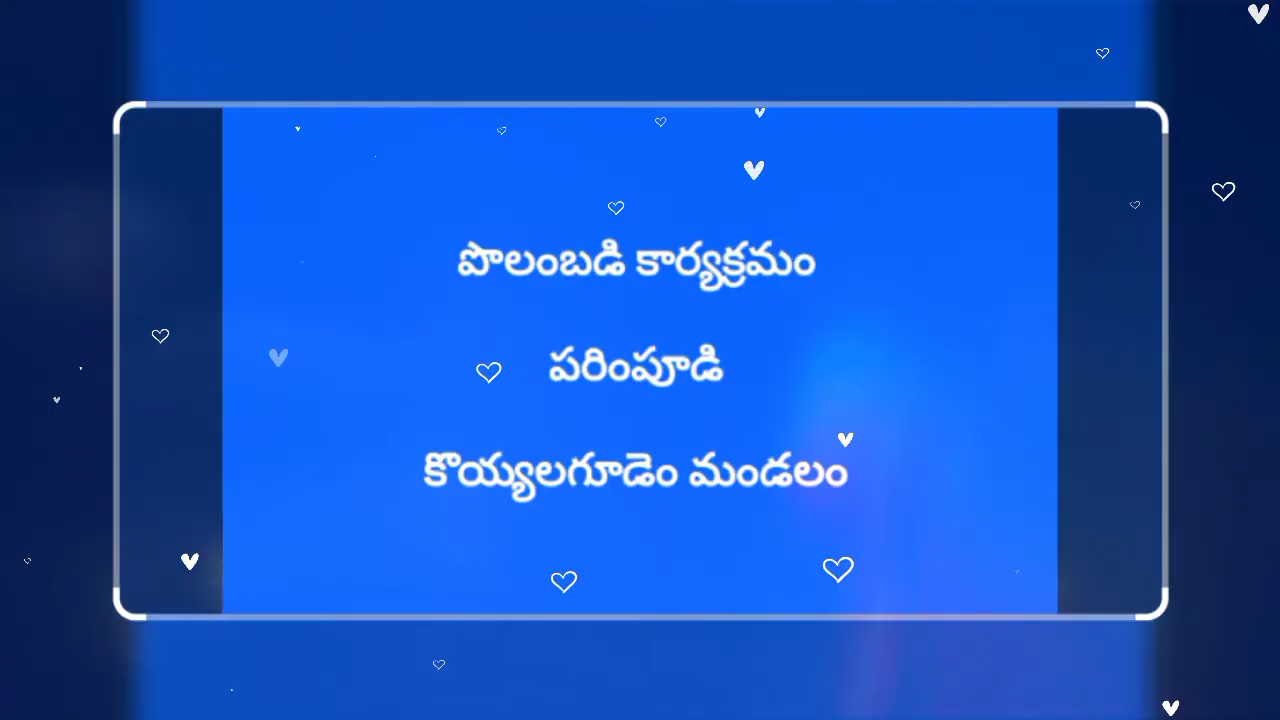 పొలంబడి కార్యక్రమం
పరింపూడి
కొయ్యలగూడెం మండలం